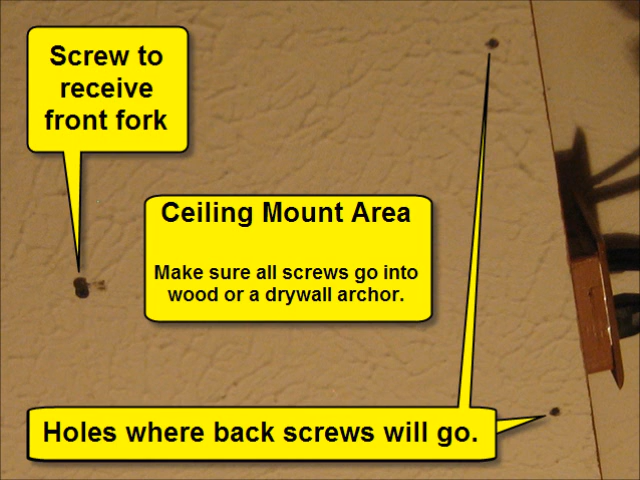 Screw to
receive
front fork
Ceiling Mount Area
Make sure all screws go into
wood or a drywall archor.
Holes where back screws will go.